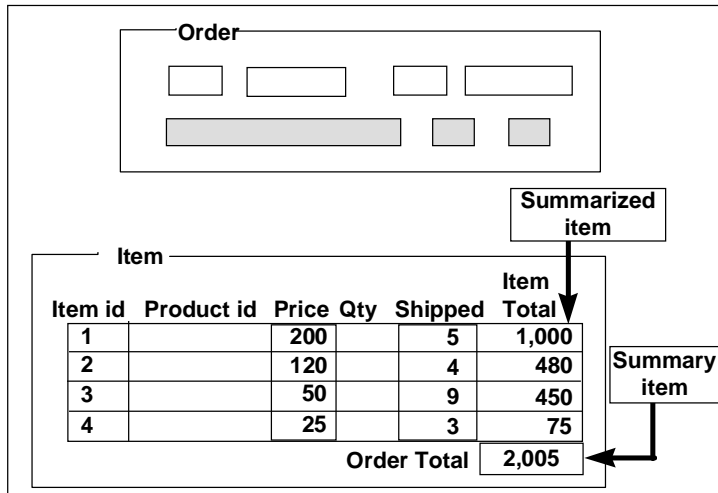 Order
Summarized
item
Item
Item
Item id Product id Price Qty Shipped Total
1 200 5 1,000
2 120 4 480
3 50 9 450
4 25 3 75
Summary
item
Order Total 2,005